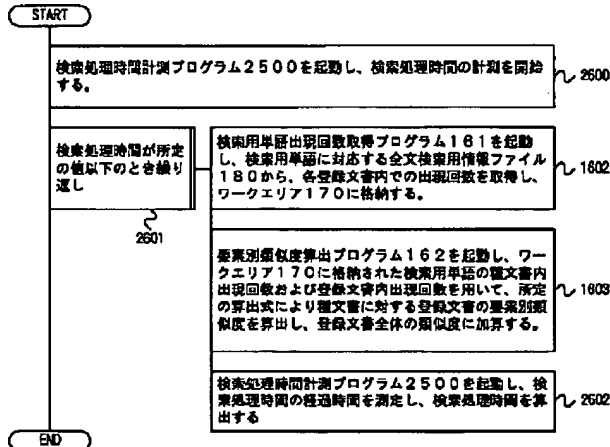 START
検索処理時間計測プログラム2500を起動し、検索処理時間の計測を開始
する。
2600
検索処理時間が所定
の値以下のとき繰り
返し
2601
検索用単語出現回数取得プログラム161を起動
し、検索用単語に対応する全文検索用情報ファイル
180から、各登録文書内での出現回数を取得し、
ワークエリア170に格納する。
1602
要素別類似度算出プログラム162を起動し、ワー
クエリア170に格納された検索用単語の種文書内
出現回数および登録文書内出現回数を用いて、所定
の算出式により種文書に対する登録文書の要素別類
似度を算出し、登録文書全体の類似度に加算する。
1603
検索処理時間計測プログラム2500を起動し、検
索処理時間の経過時間を測定し、検索処理時間を算
出する
2602
END